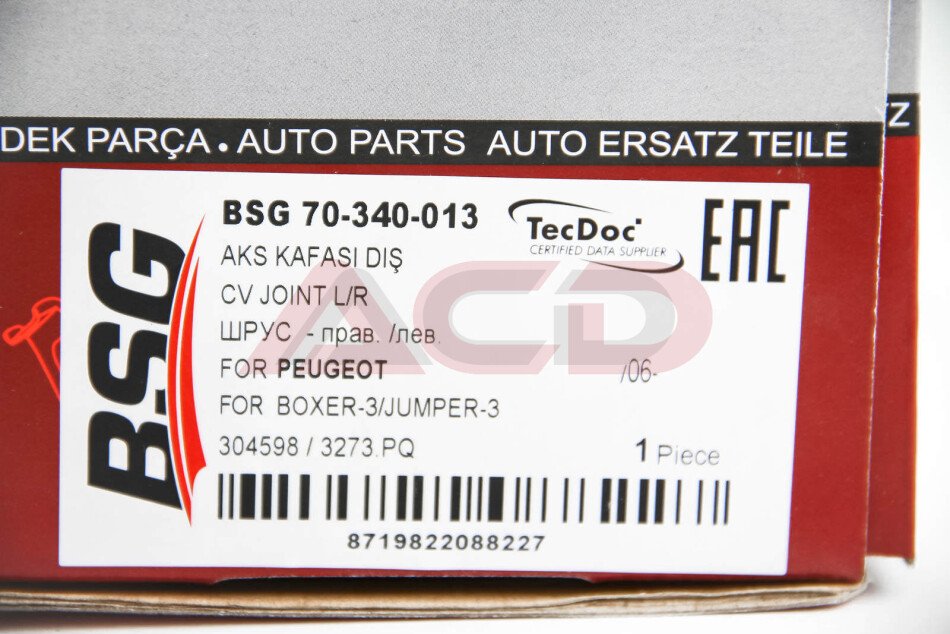 DEK PARÇA . AUTO PARTS AUTO ERSATZ TEILE
TZ
BSG
BSG 70-340-013
TecDoc
CERTIFIED DATA SUPPLIER
EAC
AKS KAFASI DIŞ
CV JOINT L/R
ШРУС - прав. /лев.
FOR PEUGEOT /06-
FOR BOXER-3/JUMPER-3
304598 / 3273.PQ 1 Piece
8719822088227
ACD